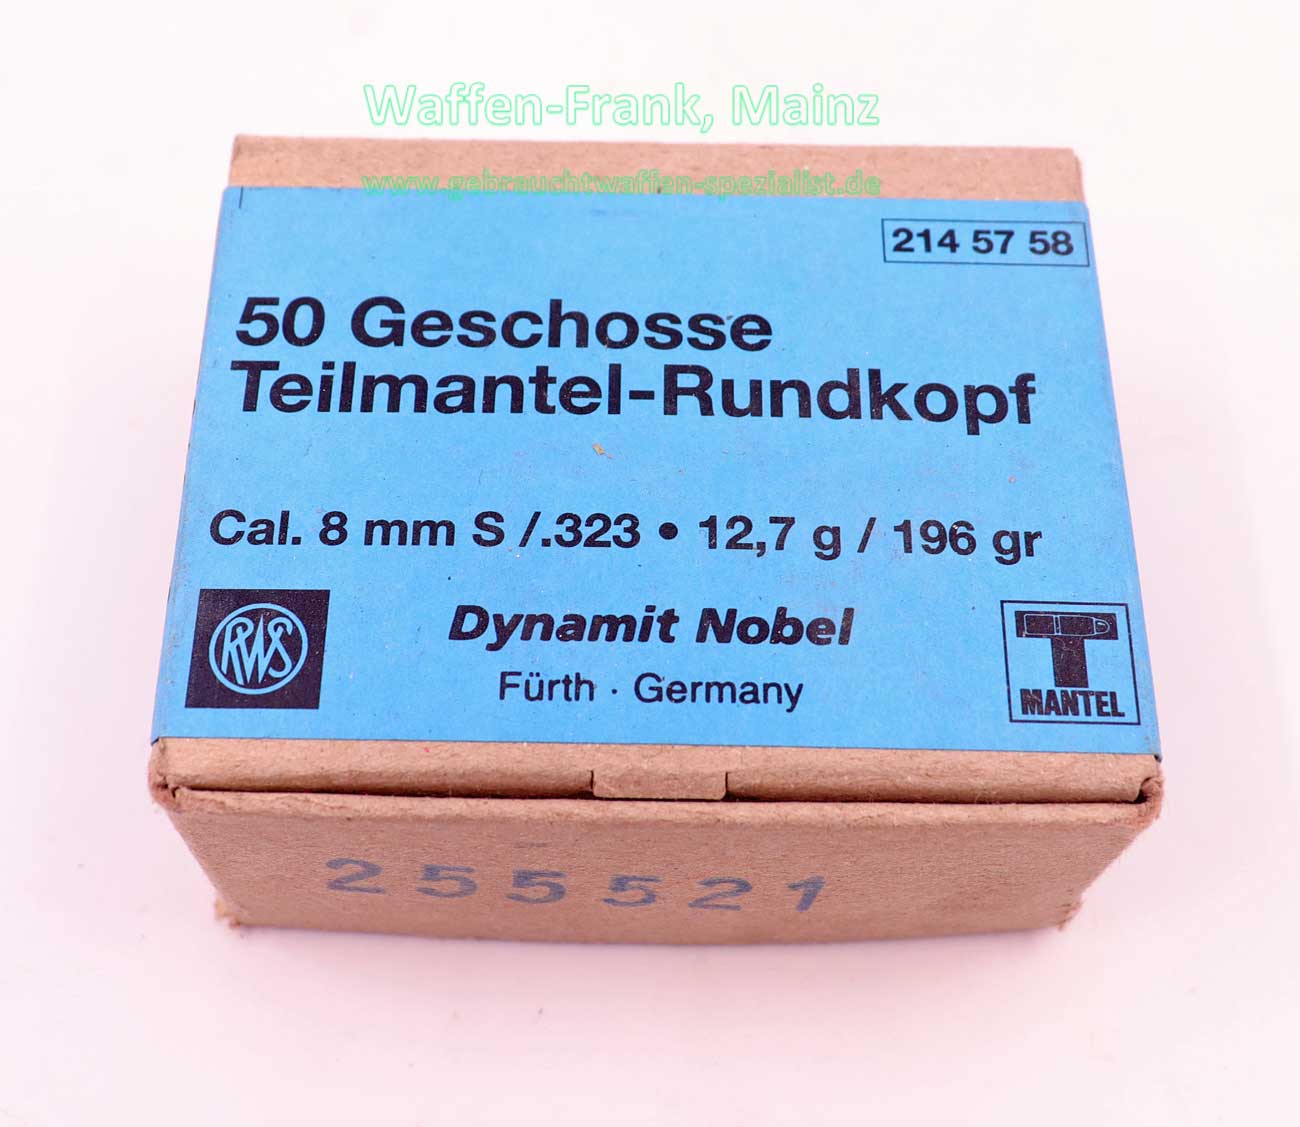 Waffen-Frank, Mainz
www.gebrauchtwaffen-spezialist.de
214 57 58
50 Geschosse
Teilmantel-Rundkopf
Cal. 8 mm S /.323 • 12,7 g / 196 gr
RWS
Dynamit Nobel
Fürth · Germany
T
MANTEL
255521